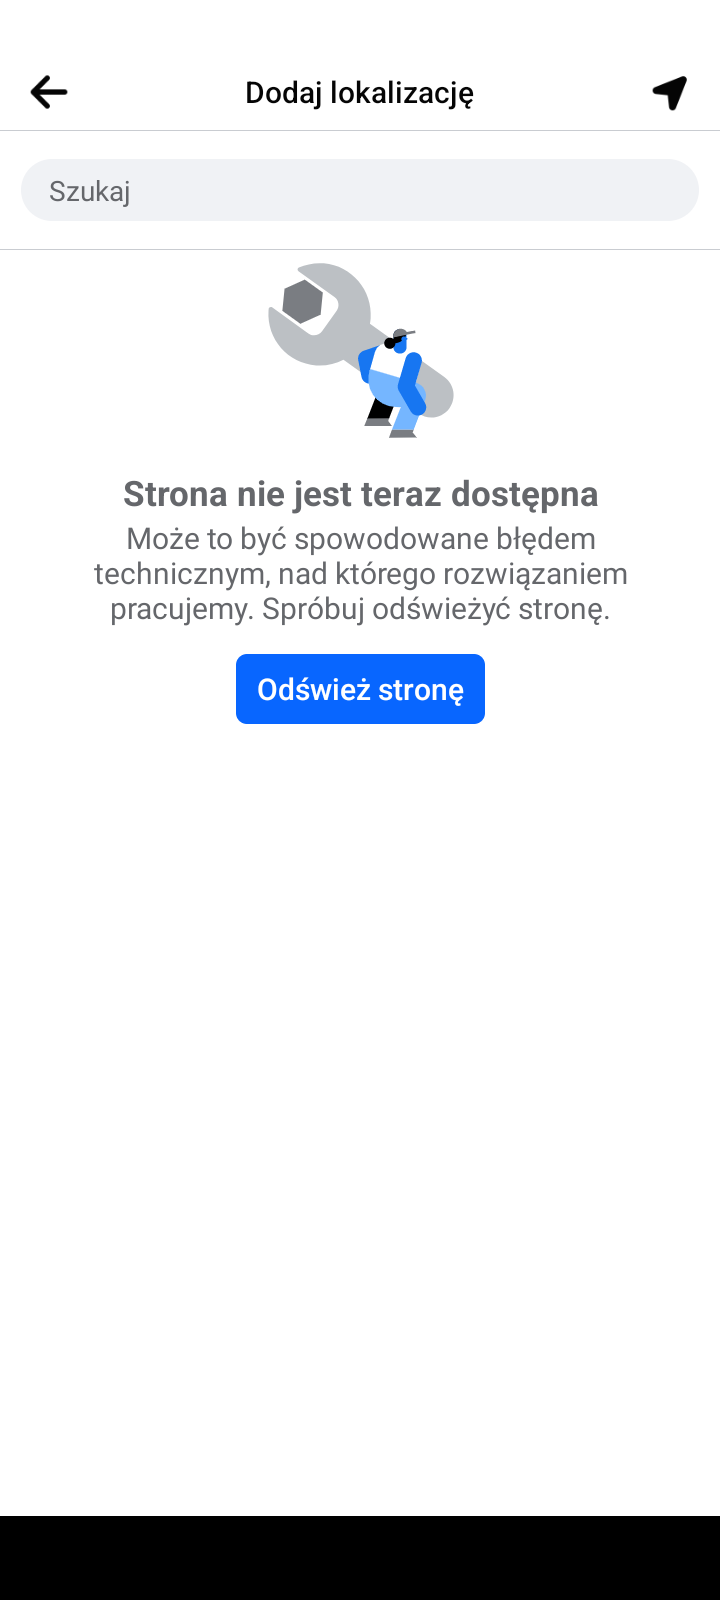 Dodaj lokalizację
Szukaj
Strona nie jest teraz dostępna
Może to być spowodowane błędem
technicznym, nad którego rozwiązaniem
pracujemy. Spróbuj odświeżyć stronę.
Odśwież stronę